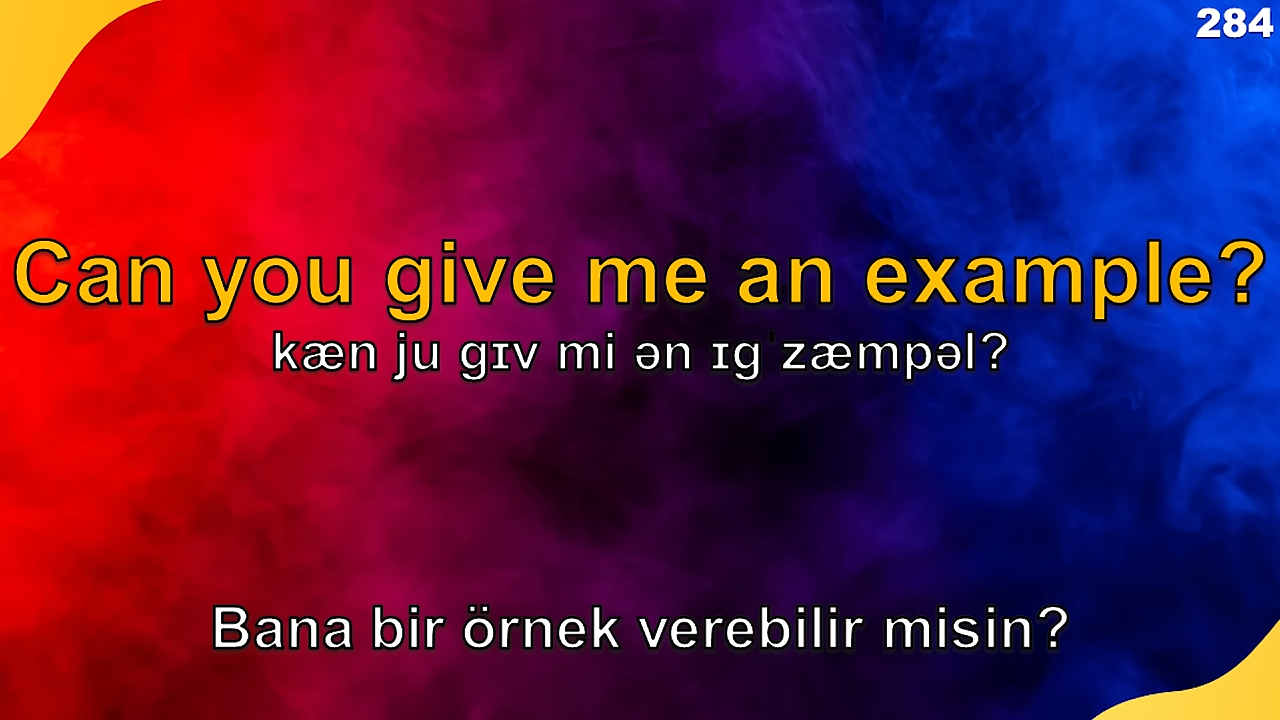 284
Can you give me an example?
kæn ju gɪv mi ən ɪgˈzæmpəl?
Bana bir örnek verebilir misin?